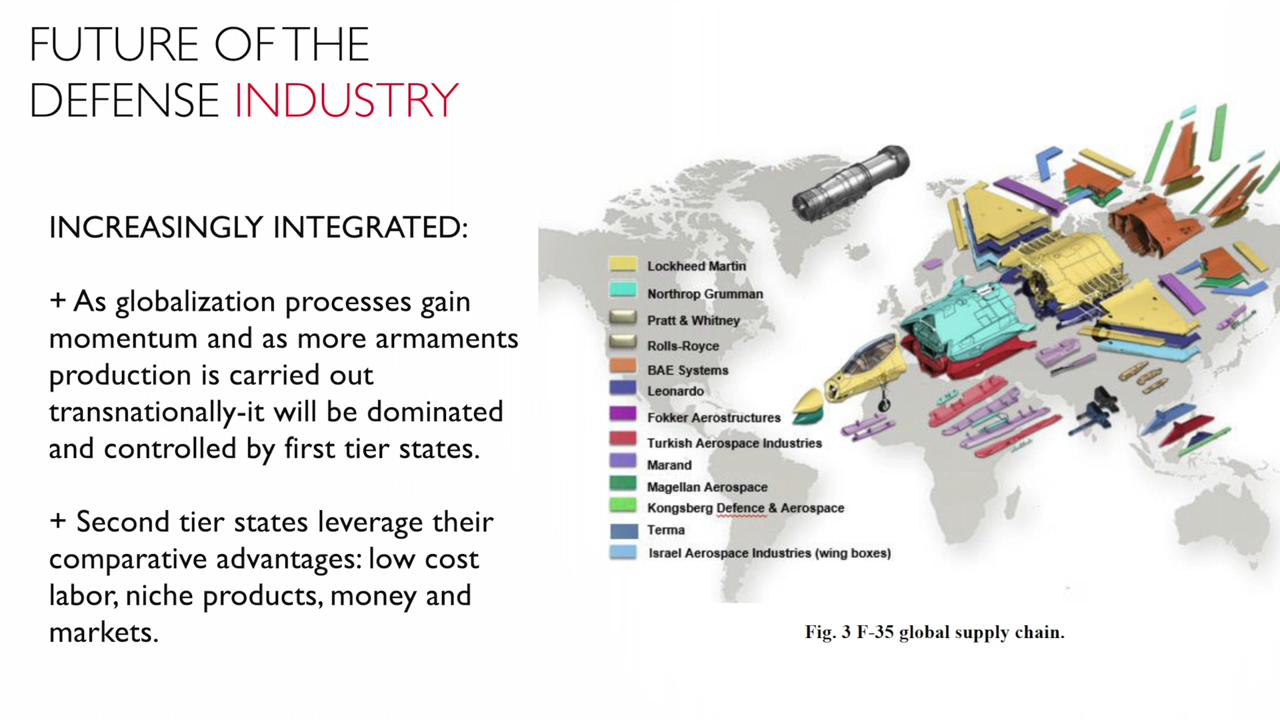 FUTURE OF THE
DEFENSE INDUSTRY
INCREASINGLY INTEGRATED:
+ As globalization processes gain
momentum and as more armaments
production is carried out
transnationally-it will be dominated
and controlled by first tier states.
+ Second tier states leverage their
comparative advantages: low cost
labor, niche products, money and
markets.
Lockheed Martin
Northrop Grumman
Pratt & Whitney
Rolls-Royce
BAE Systems
Leonardo
Fokker Aerostructures
Turkish Aerospace Industries
Marand
Magellan Aerospace
Kongsberg Defence & Aerospace
Terma
Israel Aerospace Industries (wing boxes)
Fig. 3 F-35 global supply chain.